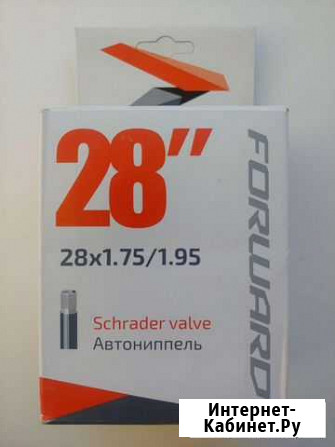 28"
28x1.75/1.95
Schrader valve
Автониппель
FORWARD
Интернет-
Кабинет.Ру